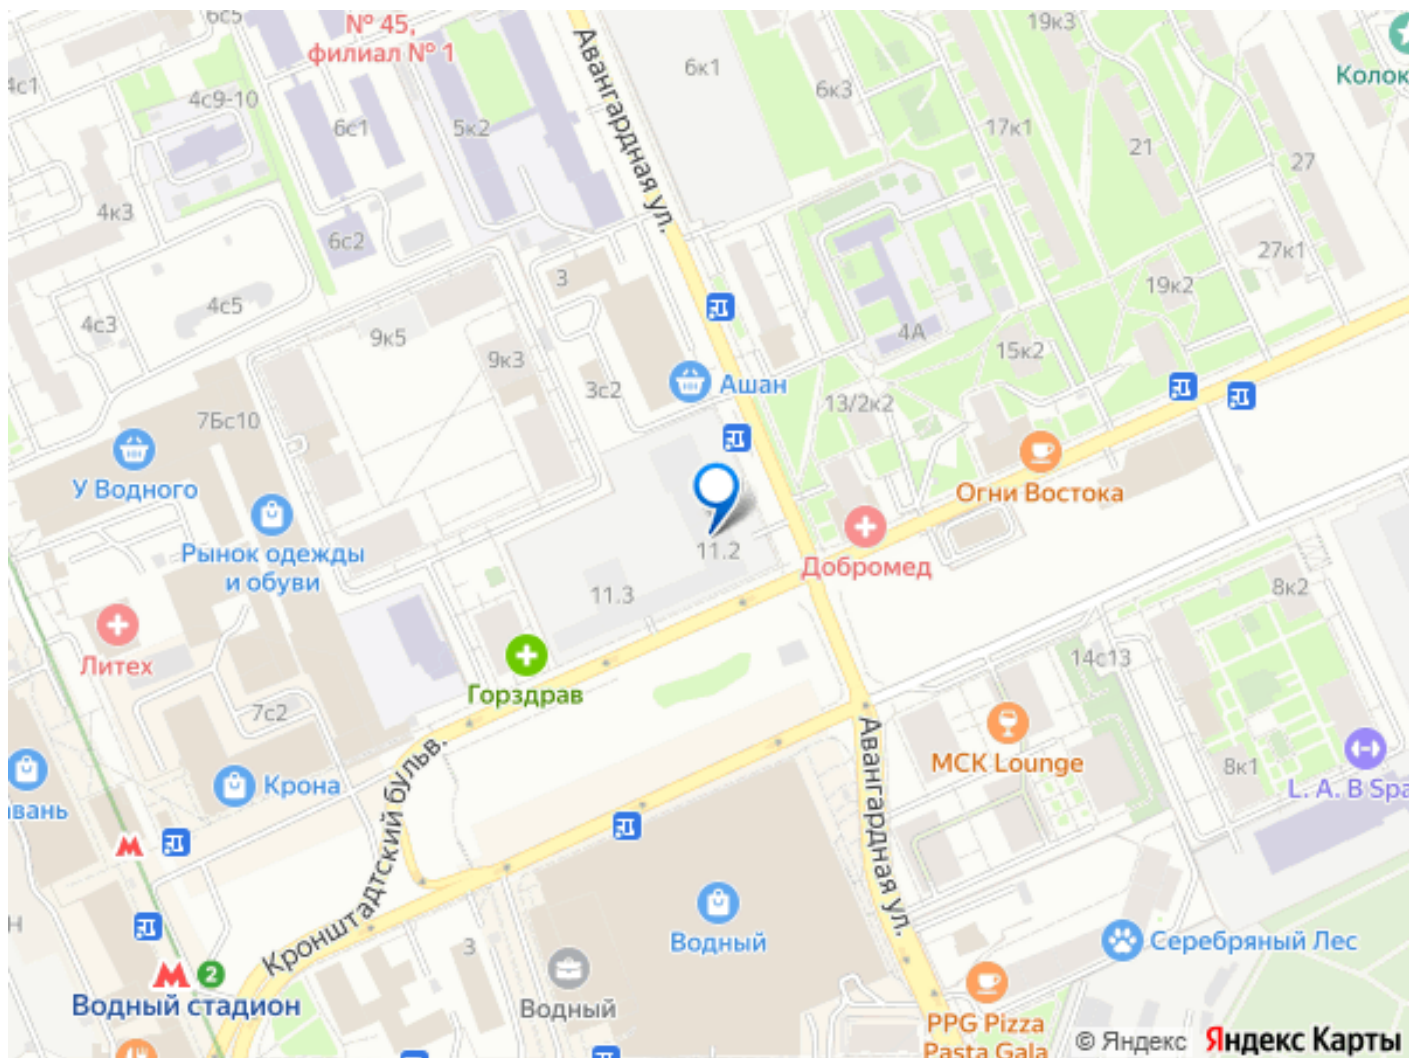 6с5
№ 45,
филиал № 1
Авангардная ул.
19к3
Колок
4с1
4с9-10
6с1
5к2
6к1
6к3
17к1
21
27
4к3
6с2
27к1
4с5
3
19к2
4с3
9к5
9к3
4А
15к2
Ашан
3с2
13/2к2
7Бс10
У Водного
Огни Востока
Рынок одежды
и обуви
11.2
Добромед
11.3
8к2
Литех
14с13
Горздрав
7с2
Кронштадтский бульв.
Авангардная ул.
MCK Lounge
8к1
Крона
L. A. B Spa
авань
Водный
3
Серебряный Лес
2
Водный стадион
Водный
PPG Pizza
Pasta Gala
© Яндекс Яндекс Карты